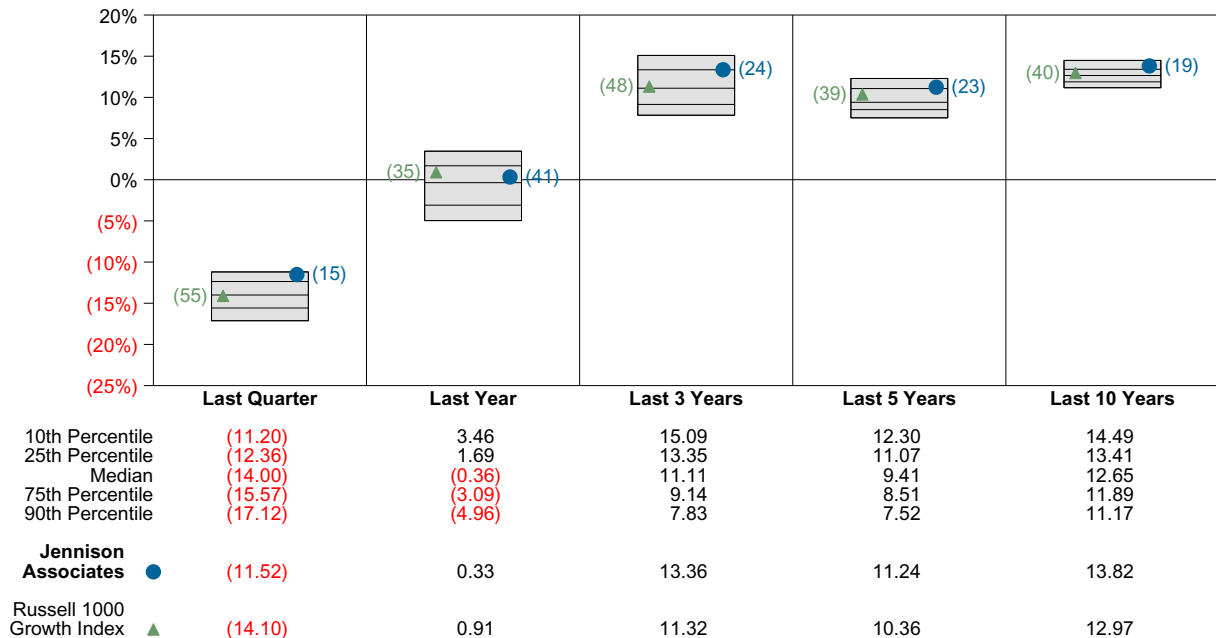 20%
15%
10%
5%
0%
(5%)
(10%)
(15%)
(20%)
(25%)
(55) (15)
(35) (41)
(48) (24)
(39) (23)
(40) (19)
Last Quarter Last Year Last 3 Years Last 5 Years Last 10 Years
10th Percentile (11.20) 3.46 15.09 12.30 14.49
25th Percentile (12.36) 1.69 13.35 11.07 13.41
Median (14.00) (0.36) 11.11 9.41 12.65
75th Percentile (15.57) (3.09) 9.14 8.51 11.89
90th Percentile (17.12) (4.96) 7.83 7.52 11.17
Jennison
Associates (11.52) 0.33 13.36 11.24 13.82
Russell 1000
Growth Index (14.10) 0.91 11.32 10.36 12.97